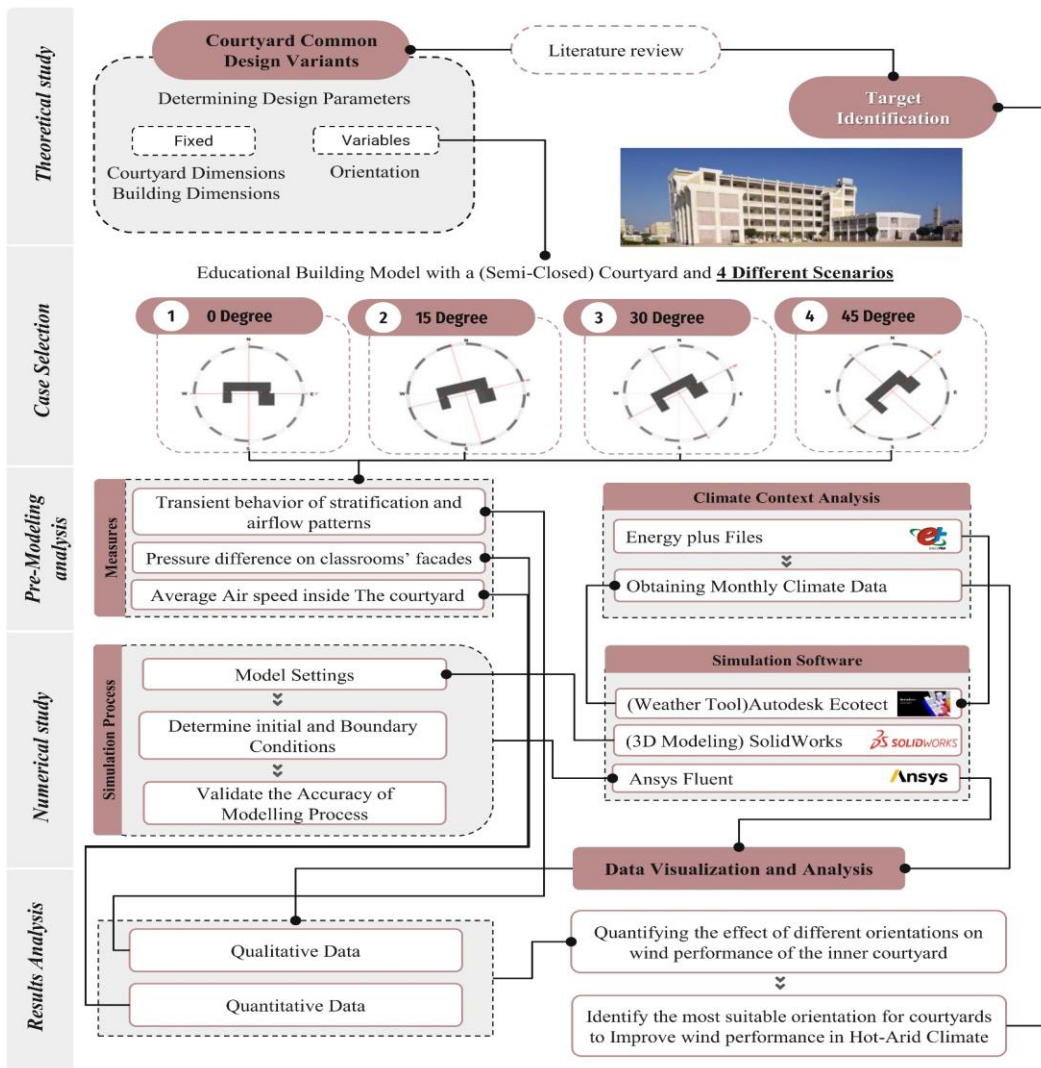 Theoretical study
Courtyard Common
Design Variants
Literature review
Target
Identification
Determining Design Parameters
Fixed
Variables
Courtyard Dimensions
Building Dimensions
Orientation
Case Selection
Educational Building Model with a (Semi-Closed) Courtyard and 4 Different Scenarios
1 0 Degree
2 15 Degree
3 30 Degree
4 45 Degree
N
W
E
N
W
E
N
W
E
N
W
E
Pre-Modeling
analysis
Measures
Transient behavior of stratification and
airflow patterns
Pressure difference on classrooms' facades
Average Air speed inside The courtyard
Climate Context Analysis
Energy plus Files
Obtaining Monthly Climate Data
Numerical study
Simulation Process
Model Settings
Determine initial and Boundary
Conditions
Validate the Accuracy of
Modelling Process
Simulation Software
(Weather Tool)Autodesk Ecotect
(3D Modeling) SolidWorks
SOLIDWORKS
Ansys Fluent
Ansys
Data Visualization and Analysis
Results Analysis
Qualitative Data
Quantitative Data
Quantifying the effect of different orientations on
wind performance of the inner courtyard
Identify the most suitable orientation for courtyards
to Improve wind performance in Hot-Arid Climate